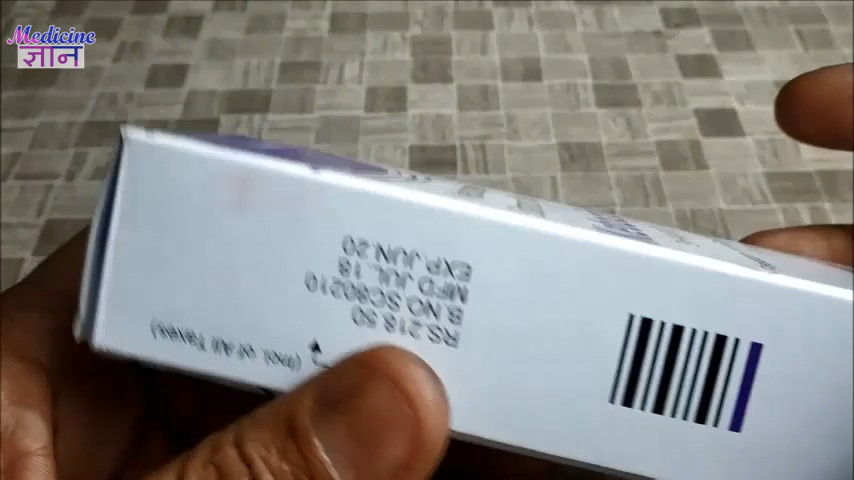 Medicine
ज्ञान
RS.218.50
B.NO.SC80210
MFD.JUL.18
EXP.JUN.20
(Incl. of All Taxes)